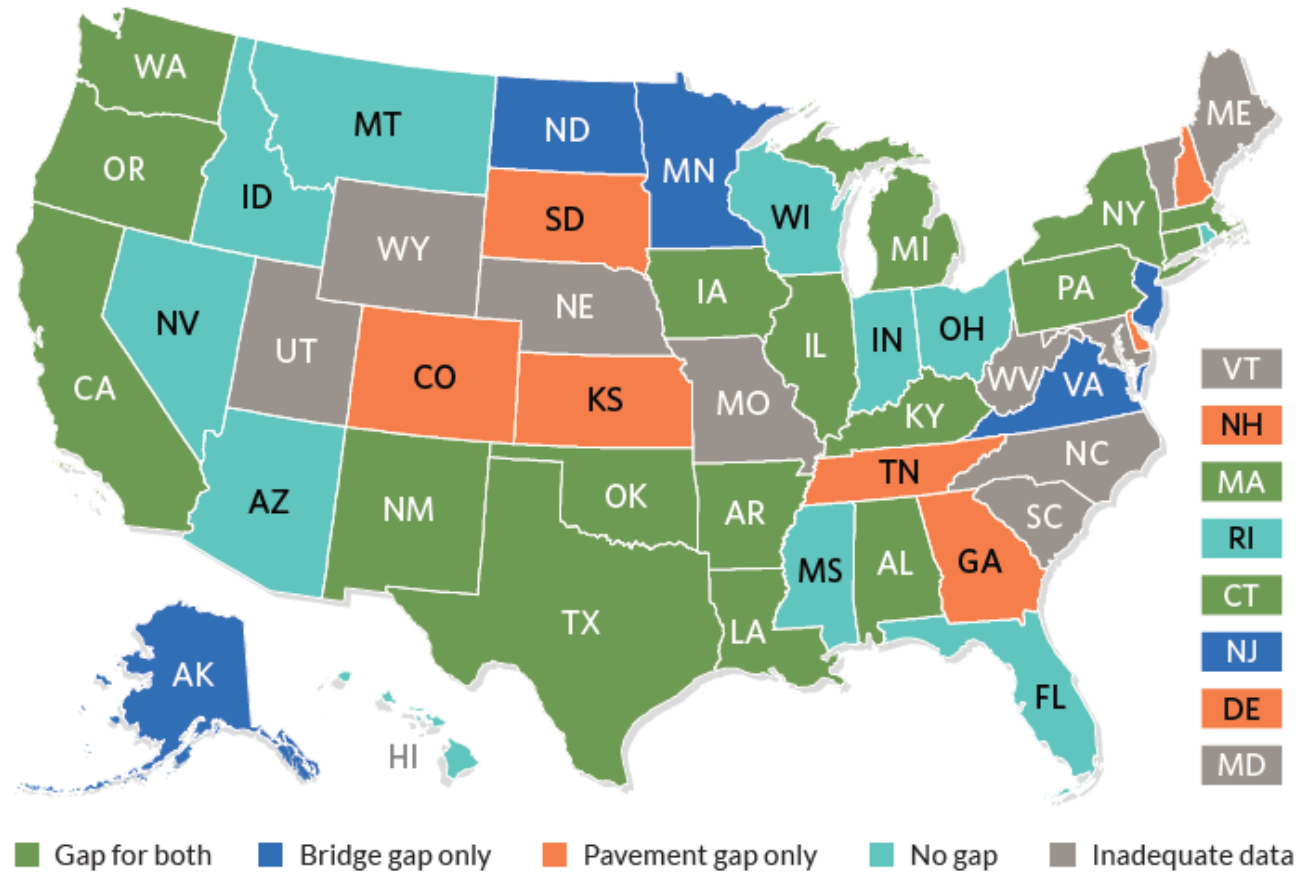 WA
ME
MT
ND
MN
OR
ID
SD
WI
NY
WY
MI
IA
PA
NE
NV
OH
IN
IL
UT
VT
CO
WV
VA
CA
KS
MO
KY
NH
NC
TN
MA
AZ
OK
NM
AR
SC
RI
MS
AL
GA
CT
TX
LA
NJ
AK
FL
DE
HI
MD
Gap for both Bridge gap only Pavement gap only No gap Inadequate data